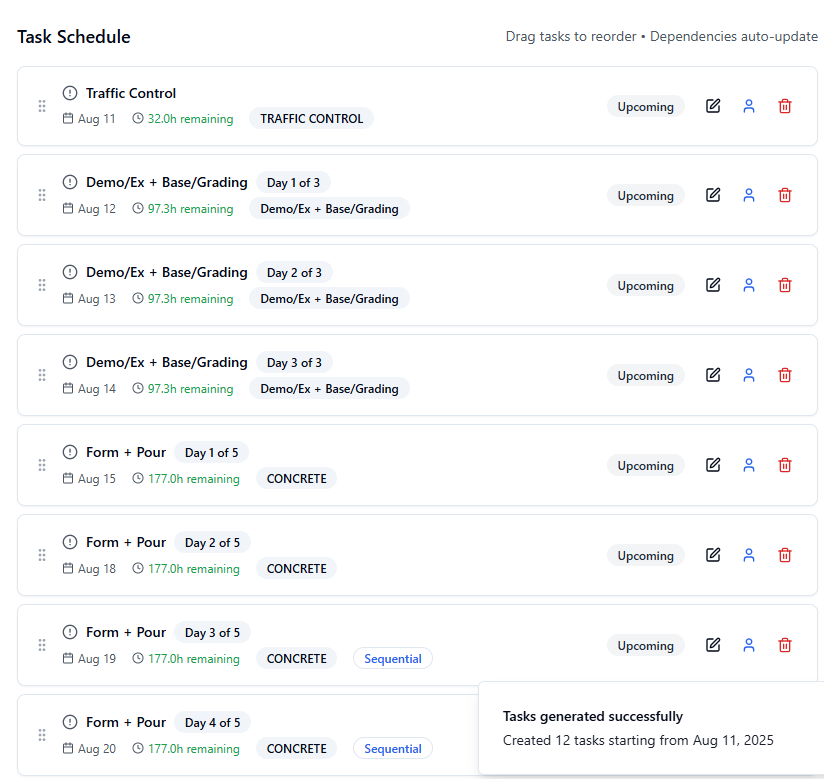 Task Schedule
Drag tasks to reorder • Dependencies auto-update
Traffic Control
Aug 11 32.0h remaining TRAFFIC CONTROL
Upcoming
Demo/Ex + Base/Grading Day 1 of 3
Aug 12 97.3h remaining Demo/Ex + Base/Grading
Upcoming
Demo/Ex + Base/Grading Day 2 of 3
Aug 13 97.3h remaining Demo/Ex + Base/Grading
Upcoming
Demo/Ex + Base/Grading Day 3 of 3
Aug 14 97.3h remaining Demo/Ex + Base/Grading
Upcoming
Form + Pour Day 1 of 5
Aug 15 177.0h remaining CONCRETE
Upcoming
Form + Pour Day 2 of 5
Aug 18 177.0h remaining CONCRETE
Upcoming
Form + Pour Day 3 of 5
Aug 19 177.0h remaining CONCRETE Sequential
Upcoming
Form + Pour Day 4 of 5
Aug 20 177.0h remaining CONCRETE Sequential
Tasks generated successfully
Created 12 tasks starting from Aug 11, 2025